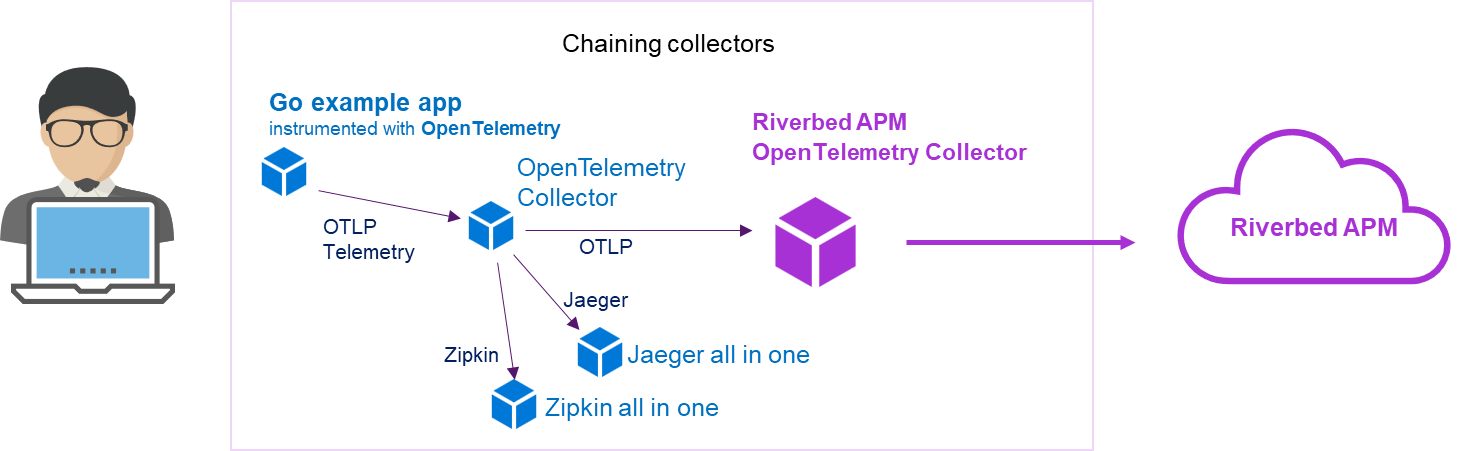 Chaining collectors
Go example app
instrumented with OpenTelemetry
OpenTelemetry
Collector
Riverbed APM
OpenTelemetry Collector
OTLP
Telemetry
OTLP
Riverbed APM
Jaeger
Zipkin
Jaeger all in one
Zipkin all in one